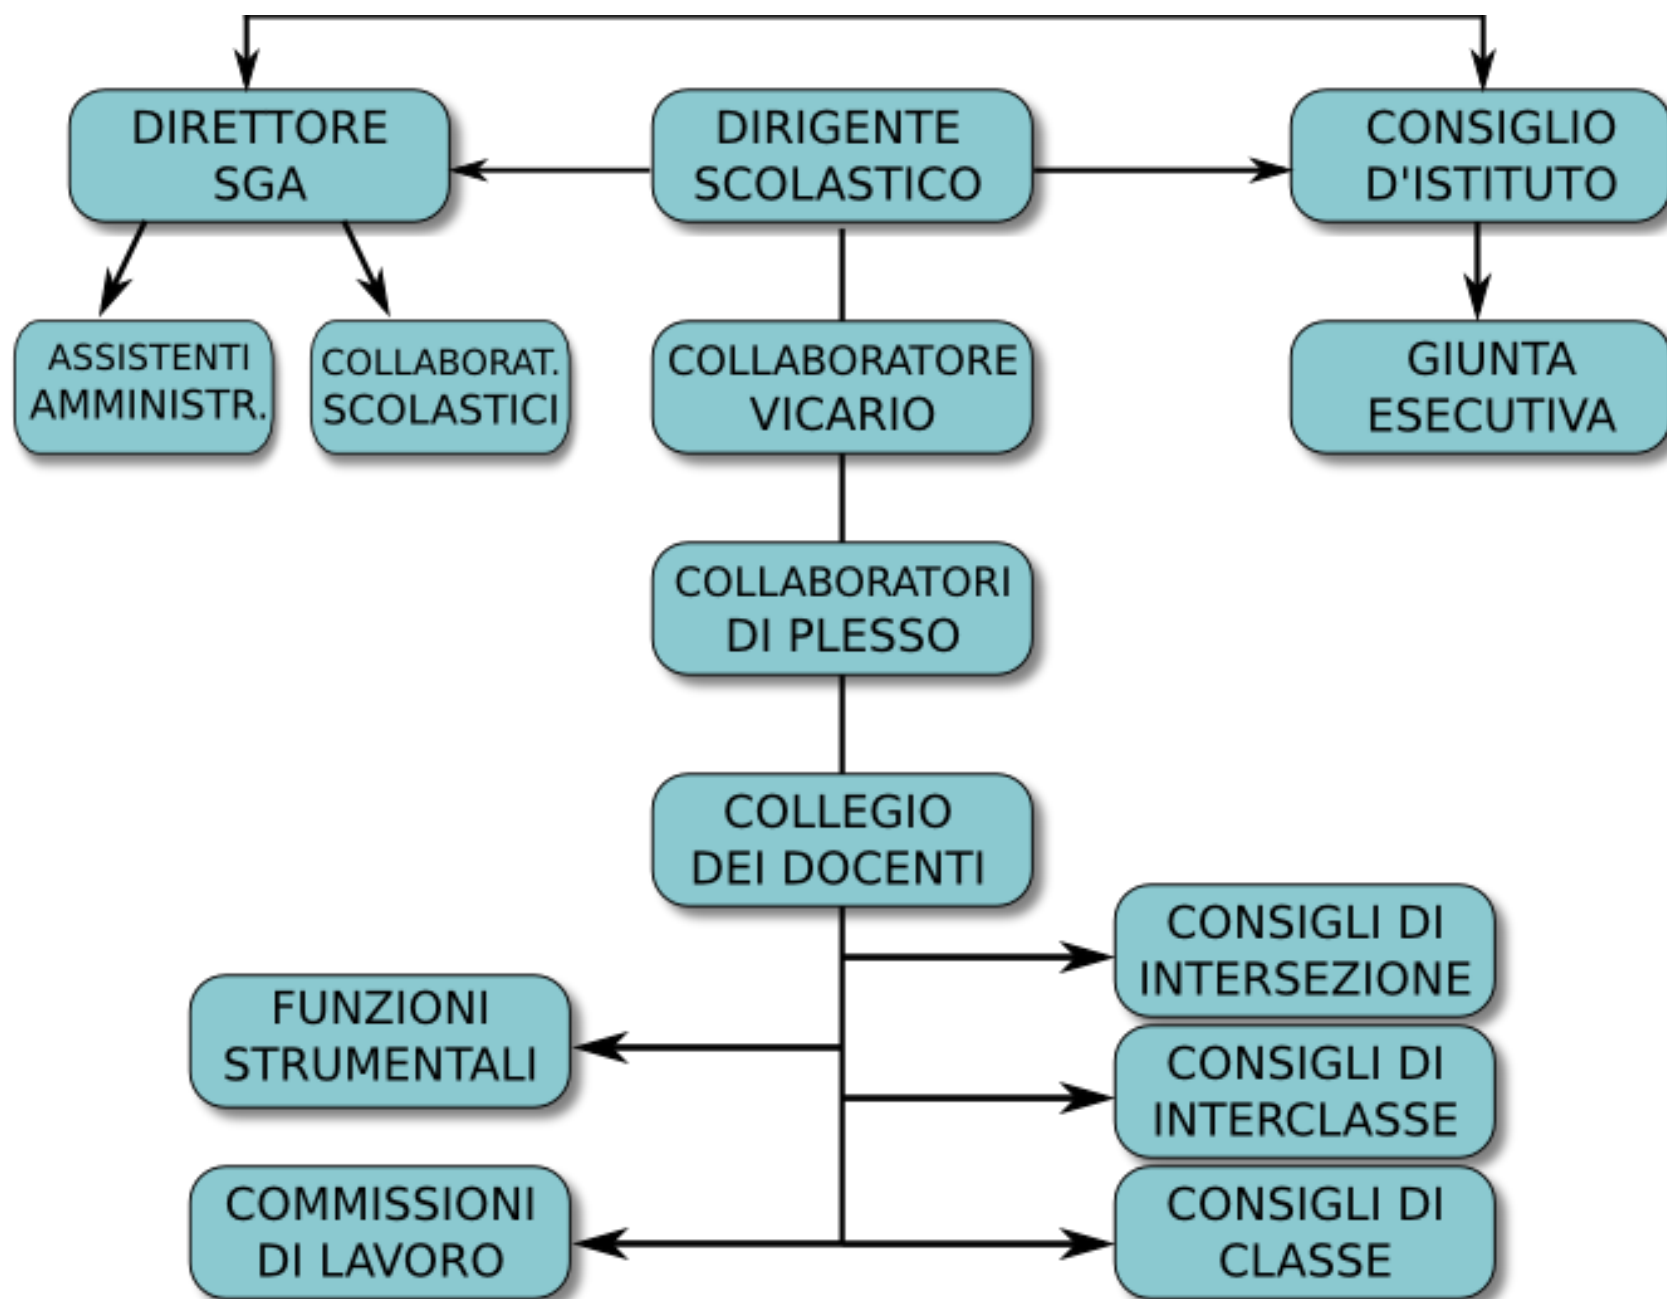 DIRETTORE
SGA
DIRIGENTE
SCOLASTICO
CONSIGLIO
D'ISTITUTO
ASSISTENTI
AMMINISTR.
COLLABORAT.
SCOLASTICI
COLLABORATORE
VICARIO
GIUNTA
ESECUTIVA
COLLABORATORI
DI PLESSO
COLLEGIO
DEI DOCENTI
CONSIGLI DI
INTERSEZIONE
FUNZIONI
STRUMENTALI
CONSIGLI DI
INTERCLASSE
COMMISSIONI
DI LAVORO
CONSIGLI DI
CLASSE